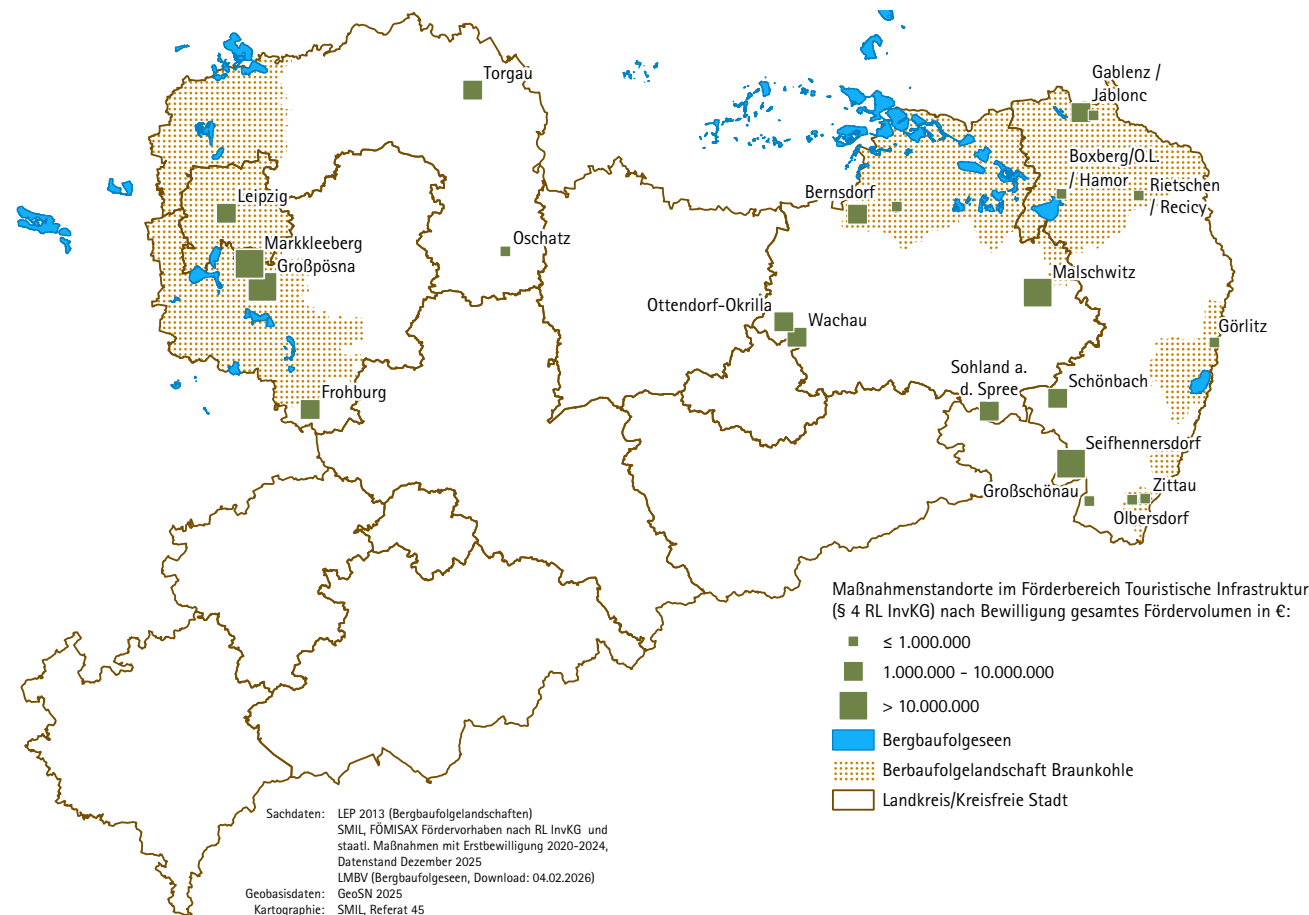 Torgau
Gablenz /
Jablonc
Boxberg/O.L.
/ Hamor
Rietschen
/ Recicy
Leipzig
Bernsdorf
Markkleeberg
Großpösna
Oschatz
Malschwitz
Ottendorf-Okrilla
Wachau
Görlitz
Sohland a.
d. Spree
Schönbach
Frohburg
Seifhennersdorf
Großschönau
Zittau
Olbersdorf
Maßnahmenstandorte im Förderbereich Touristische Infrastruktur
(§ 4 RL InvKG) nach Bewilligung gesamtes Fördervolumen in €:
≤ 1.000.000
1.000.000 - 10.000.000
> 10.000.000
Bergbaufolgeseen
Berbaufolgelandschaft Braunkohle
Landkreis/Kreisfreie Stadt
Sachdaten: LEP 2013 (Bergbaufolgelandschaften)
SMIL, FÖMISAX Fördervorhaben nach RL InvKG und
staatl. Maßnahmen mit Erstbewilligung 2020-2024,
Datenstand Dezember 2025
LMBV (Bergbaufolgeseen, Download: 04.02.2026)
Geobasisdaten: GeoSN 2025
Kartographie: SMIL, Referat 45